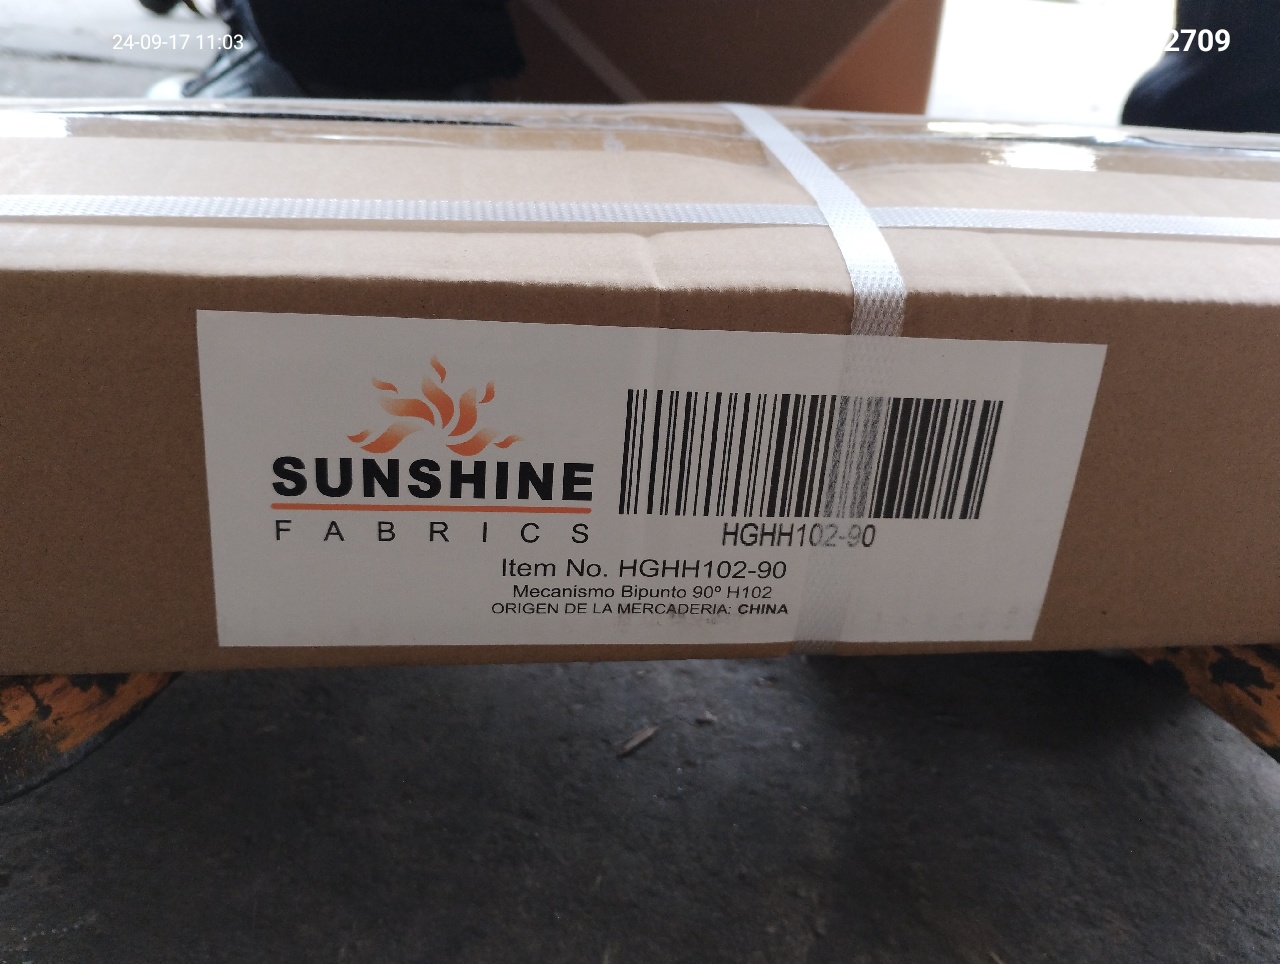 24-09-17 11:03
2709
SUNSHINE
FABRICS
HGHH102-90
Item No. HGHH102-90
Mecanismo Bipunto 90º H102
ORIGEN DE LA MERCADERIA: CHINA